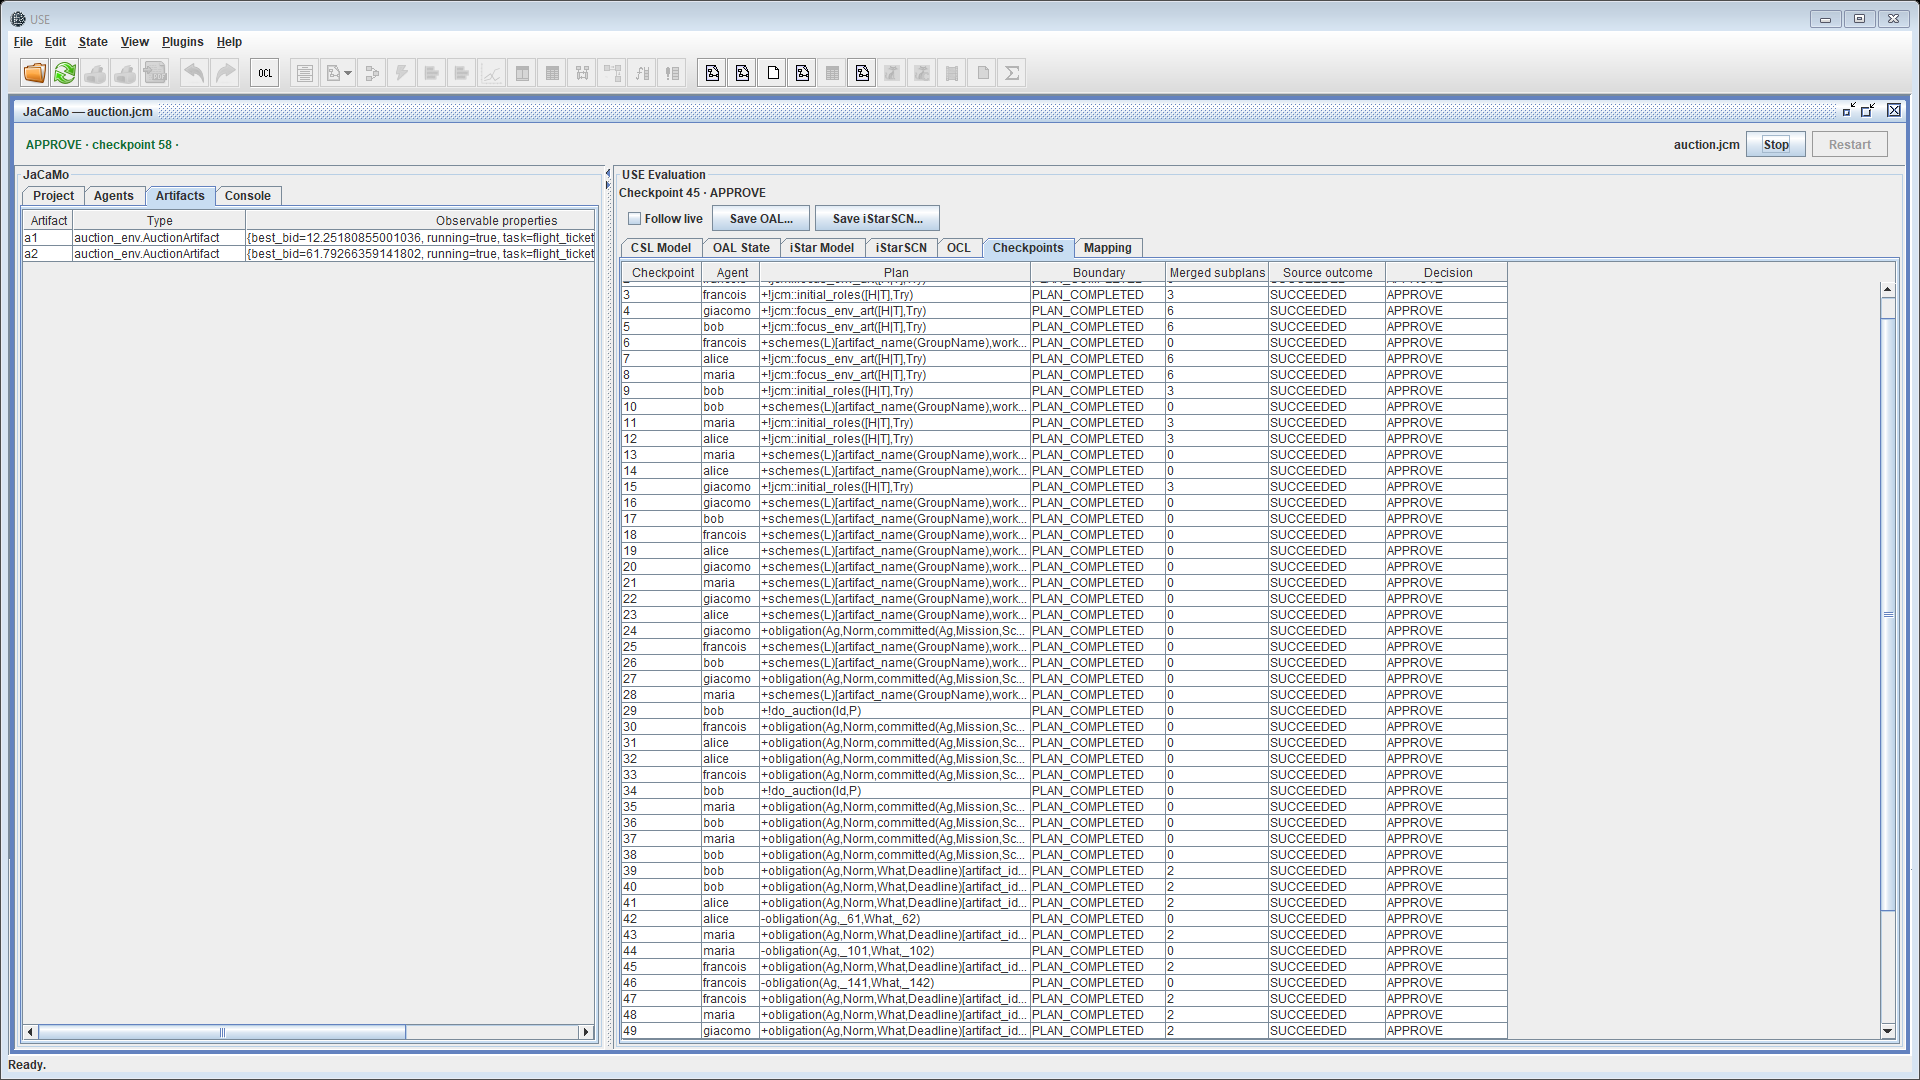 USE
File Edit State View Plugins Help
OCL
JaCaMo — auction.jcm
APPROVE · checkpoint 58 ·
auction.jcm Stop Restart
JaCaMo
Project Agents Artifacts Console
Artifact Type Observable properties
a1 auction_env.AuctionArtifact {best_bid=12.25180855001036, running=true, task=flight_ticket
a2 auction_env.AuctionArtifact {best_bid=61.79266359141802, running=true, task=flight_ticket
USE Evaluation
Checkpoint 45 · APPROVE
Follow live Save OAL... Save iStarSCN...
CSL Model OAL State iStar Model iStarSCN OCL Checkpoints Mapping
Checkpoint Agent Plan Boundary Merged subplans Source outcome Decision
3 francois +!jcm::initial_roles([H|T],Try) PLAN_COMPLETED 3 SUCCEEDED APPROVE
4 giacomo +!jcm::focus_env_art([H|T],Try) PLAN_COMPLETED 6 SUCCEEDED APPROVE
5 bob +!jcm::focus_env_art([H|T],Try) PLAN_COMPLETED 6 SUCCEEDED APPROVE
6 francois +schemes(L)[artifact_name(GroupName),work... PLAN_COMPLETED 0 SUCCEEDED APPROVE
7 alice +!jcm::focus_env_art([H|T],Try) PLAN_COMPLETED 6 SUCCEEDED APPROVE
8 maria +!jcm::focus_env_art([H|T],Try) PLAN_COMPLETED 6 SUCCEEDED APPROVE
9 bob +!jcm::initial_roles([H|T],Try) PLAN_COMPLETED 3 SUCCEEDED APPROVE
10 bob +schemes(L)[artifact_name(GroupName),work... PLAN_COMPLETED 0 SUCCEEDED APPROVE
11 maria +!jcm::initial_roles([H|T],Try) PLAN_COMPLETED 3 SUCCEEDED APPROVE
12 alice +!jcm::initial_roles([H|T],Try) PLAN_COMPLETED 3 SUCCEEDED APPROVE
13 maria +schemes(L)[artifact_name(GroupName),work... PLAN_COMPLETED 0 SUCCEEDED APPROVE
14 alice +schemes(L)[artifact_name(GroupName),work... PLAN_COMPLETED 0 SUCCEEDED APPROVE
15 giacomo +!jcm::initial_roles([H|T],Try) PLAN_COMPLETED 3 SUCCEEDED APPROVE
16 giacomo +schemes(L)[artifact_name(GroupName),work... PLAN_COMPLETED 0 SUCCEEDED APPROVE
17 bob +schemes(L)[artifact_name(GroupName),work... PLAN_COMPLETED 0 SUCCEEDED APPROVE
18 francois +schemes(L)[artifact_name(GroupName),work... PLAN_COMPLETED 0 SUCCEEDED APPROVE
19 alice +schemes(L)[artifact_name(GroupName),work... PLAN_COMPLETED 0 SUCCEEDED APPROVE
20 giacomo +schemes(L)[artifact_name(GroupName),work... PLAN_COMPLETED 0 SUCCEEDED APPROVE
21 maria +schemes(L)[artifact_name(GroupName),work... PLAN_COMPLETED 0 SUCCEEDED APPROVE
22 giacomo +schemes(L)[artifact_name(GroupName),work... PLAN_COMPLETED 0 SUCCEEDED APPROVE
23 alice +schemes(L)[artifact_name(GroupName),work... PLAN_COMPLETED 0 SUCCEEDED APPROVE
24 giacomo +obligation(Ag,Norm,committed(Ag,Mission,Sc... PLAN_COMPLETED 0 SUCCEEDED APPROVE
25 francois +schemes(L)[artifact_name(GroupName),work... PLAN_COMPLETED 0 SUCCEEDED APPROVE
26 bob +schemes(L)[artifact_name(GroupName),work... PLAN_COMPLETED 0 SUCCEEDED APPROVE
27 giacomo +obligation(Ag,Norm,committed(Ag,Mission,Sc... PLAN_COMPLETED 0 SUCCEEDED APPROVE
28 maria +schemes(L)[artifact_name(GroupName),work... PLAN_COMPLETED 0 SUCCEEDED APPROVE
29 bob +!do_auction(Id,P) PLAN_COMPLETED 0 SUCCEEDED APPROVE
30 francois +obligation(Ag,Norm,committed(Ag,Mission,Sc... PLAN_COMPLETED 0 SUCCEEDED APPROVE
31 alice +obligation(Ag,Norm,committed(Ag,Mission,Sc... PLAN_COMPLETED 0 SUCCEEDED APPROVE
32 alice +obligation(Ag,Norm,committed(Ag,Mission,Sc... PLAN_COMPLETED 0 SUCCEEDED APPROVE
33 francois +obligation(Ag,Norm,committed(Ag,Mission,Sc... PLAN_COMPLETED 0 SUCCEEDED APPROVE
34 bob +!do_auction(Id,P) PLAN_COMPLETED 0 SUCCEEDED APPROVE
35 maria +obligation(Ag,Norm,committed(Ag,Mission,Sc... PLAN_COMPLETED 0 SUCCEEDED APPROVE
36 bob +obligation(Ag,Norm,committed(Ag,Mission,Sc... PLAN_COMPLETED 0 SUCCEEDED APPROVE
37 maria +obligation(Ag,Norm,committed(Ag,Mission,Sc... PLAN_COMPLETED 0 SUCCEEDED APPROVE
38 bob +obligation(Ag,Norm,committed(Ag,Mission,Sc... PLAN_COMPLETED 0 SUCCEEDED APPROVE
39 bob +obligation(Ag,Norm,What,Deadline)[artifact_id... PLAN_COMPLETED 2 SUCCEEDED APPROVE
40 bob +obligation(Ag,Norm,What,Deadline)[artifact_id... PLAN_COMPLETED 2 SUCCEEDED APPROVE
41 alice +obligation(Ag,Norm,What,Deadline)[artifact_id... PLAN_COMPLETED 2 SUCCEEDED APPROVE
42 alice -obligation(Ag,_61,What,_62) PLAN_COMPLETED 0 SUCCEEDED APPROVE
43 maria +obligation(Ag,Norm,What,Deadline)[artifact_id... PLAN_COMPLETED 2 SUCCEEDED APPROVE
44 maria -obligation(Ag,_101,What,_102) PLAN_COMPLETED 0 SUCCEEDED APPROVE
45 francois +obligation(Ag,Norm,What,Deadline)[artifact_id... PLAN_COMPLETED 2 SUCCEEDED APPROVE
46 francois -obligation(Ag,_141,What,_142) PLAN_COMPLETED 0 SUCCEEDED APPROVE
47 francois +obligation(Ag,Norm,What,Deadline)[artifact_id... PLAN_COMPLETED 2 SUCCEEDED APPROVE
48 maria +obligation(Ag,Norm,What,Deadline)[artifact_id... PLAN_COMPLETED 2 SUCCEEDED APPROVE
49 giacomo +obligation(Ag,Norm,What,Deadline)[artifact_id... PLAN_COMPLETED 2 SUCCEEDED APPROVE
Ready.